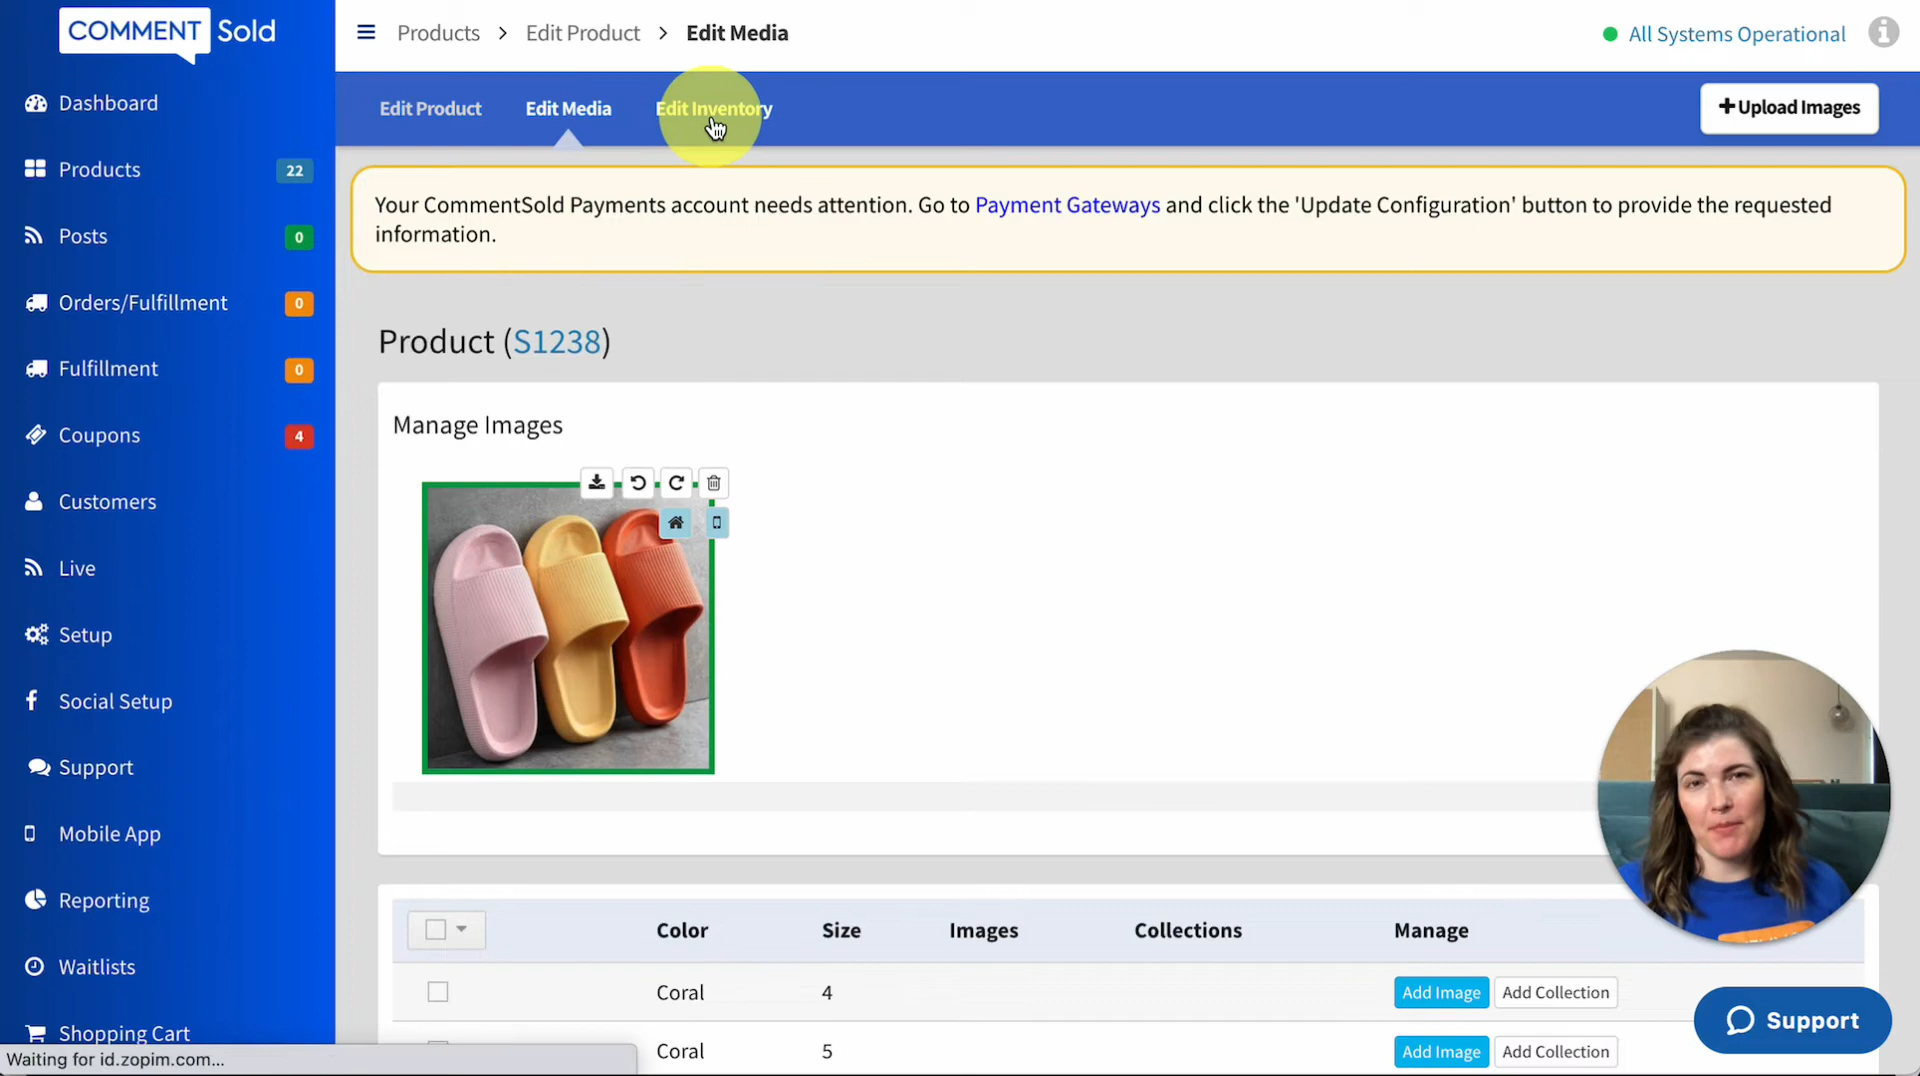 COMMENT Sold
Products > Edit Product > Edit Media
All Systems Operational
Edit Product
Edit Media
Edit Inventory
+Upload Images
Dashboard
Products 22
Posts 0
Orders/Fulfillment 0
Fulfillment 0
Coupons 4
Customers
Live
Setup
Social Setup
Support
Mobile App
Reporting
Waitlists
Shopping Cart
Waiting for id.zopim.com...
Your CommentSold Payments account needs attention. Go to Payment Gateways and click the 'Update Configuration' button to provide the requested
information.
Product (S1238)
Manage Images
Color Size Images Collections Manage
Coral 4 Add Image Add Collection
Coral 5 Add Image Add Collection
Support